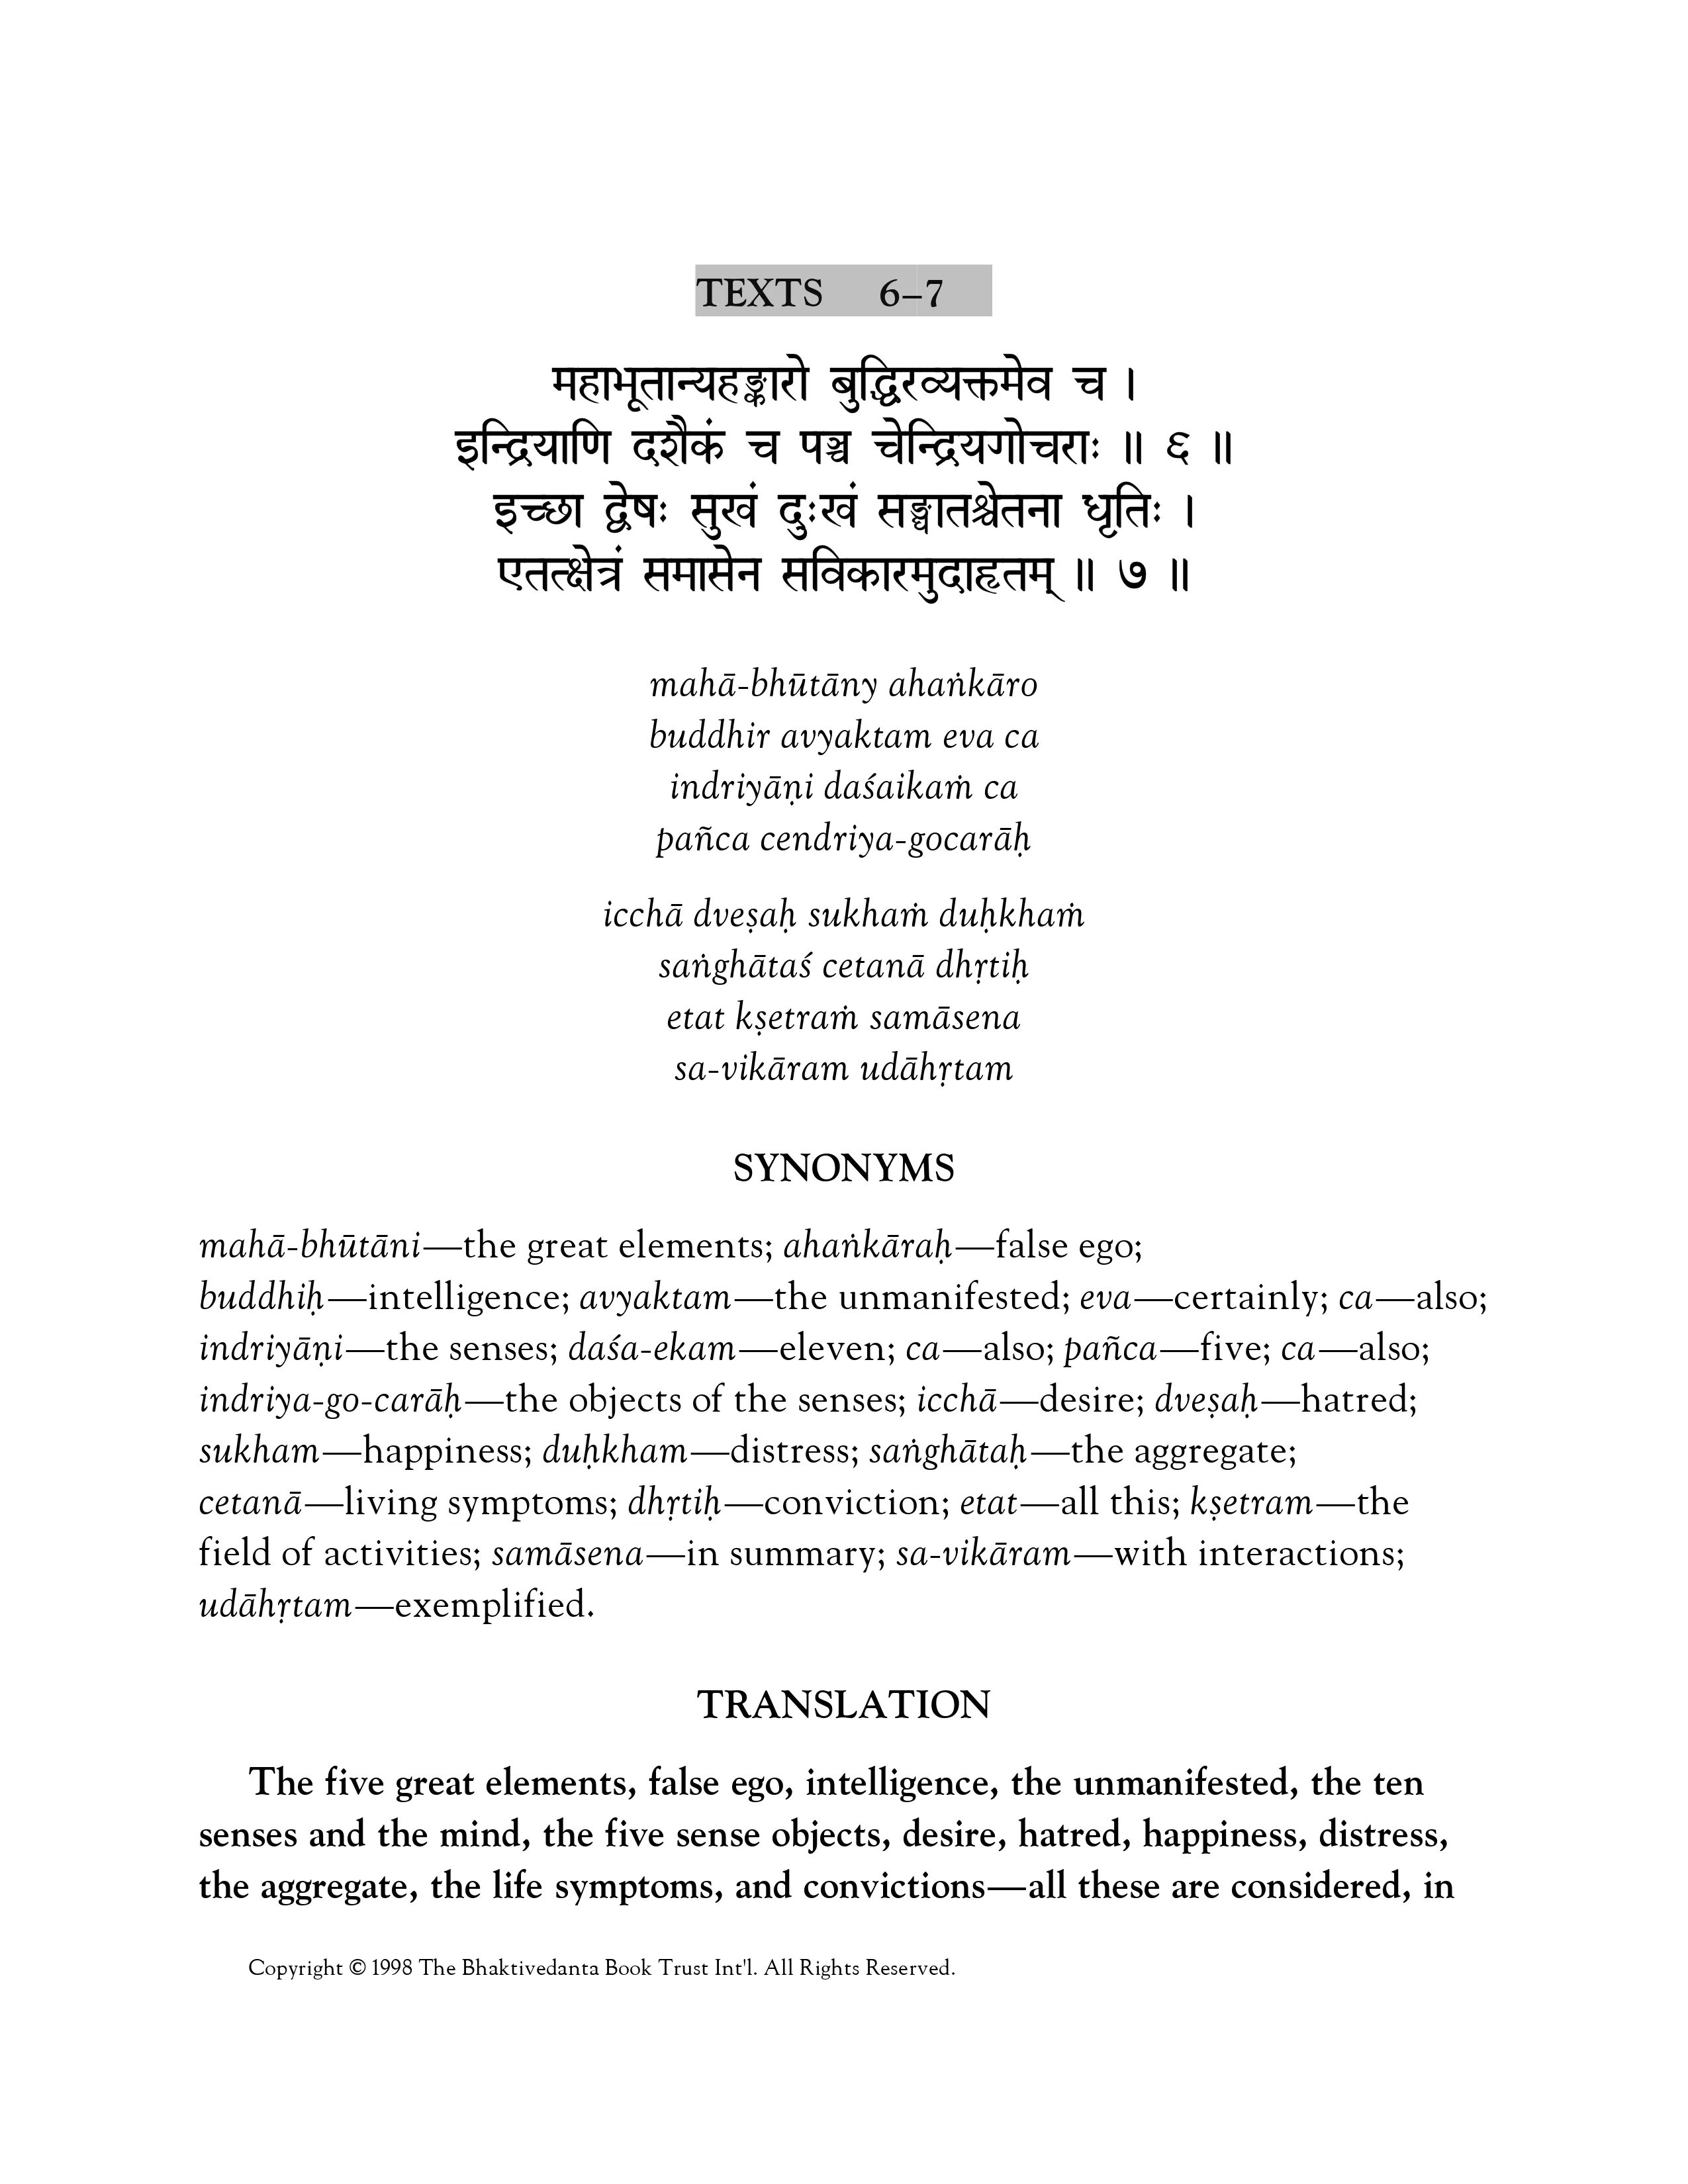 TEXTS 6–7
महाभूतान्यहङ्कारो बुद्धिरव्यक्तमेव च ।
इन्द्रियाणि दशैकं च पञ्च चेन्द्रियगोचराः ॥ ६ ॥
इच्छा द्वेषः सुखं दुःखं सङ्घातश्चेतना धृतिः ।
एतत्क्षेत्रं समासेन सविकारमुदाहृतम् ॥ ७ ॥
mahā-bhūtāny ahaṅkāro
buddhir avyaktam eva ca
indriyāṇi daśaikaṁ ca
pañca cendriya-gocarāḥ
icchā dveṣaḥ sukhaṁ duḥkhaṁ
saṅghātaś cetanā dhṛtiḥ
etat kṣetraṁ samāsena
sa-vikāram udāhṛtam
SYNONYMS
mahā-bhūtāni—the great elements; ahaṅkāraḥ—false ego;
buddhiḥ—intelligence; avyaktam—the unmanifested; eva—certainly; ca—also;
indriyāṇi—the senses; daśa-ekam—eleven; ca—also; pañca—five; ca—also;
indriya-go-carāḥ—the objects of the senses; icchā—desire; dveṣaḥ—hatred;
sukham—happiness; duḥkham—distress; saṅghātaḥ—the aggregate;
cetanā—living symptoms; dhṛtiḥ—conviction; etat—all this; kṣetram—the
field of activities; samāsena—in summary; sa-vikāram—with interactions;
udāhṛtam—exemplified.
TRANSLATION
The five great elements, false ego, intelligence, the unmanifested, the ten
senses and the mind, the five sense objects, desire, hatred, happiness, distress,
the aggregate, the life symptoms, and convictions—all these are considered, in
Copyright © 1998 The Bhaktivedanta Book Trust Int'l. All Rights Reserved.